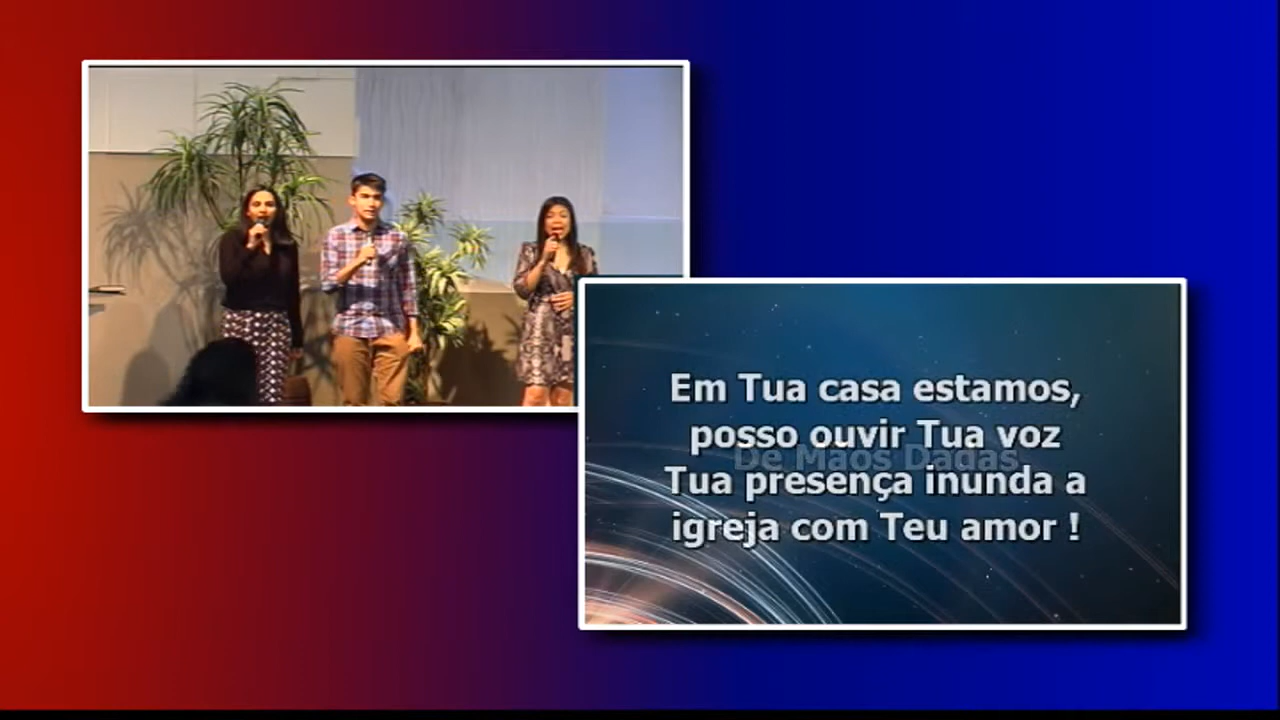 Em Tua casa estamos,
posso ouvir Tua voz
De Mãos Dadas
Tua presença inunda a
igreja com Teu amor !